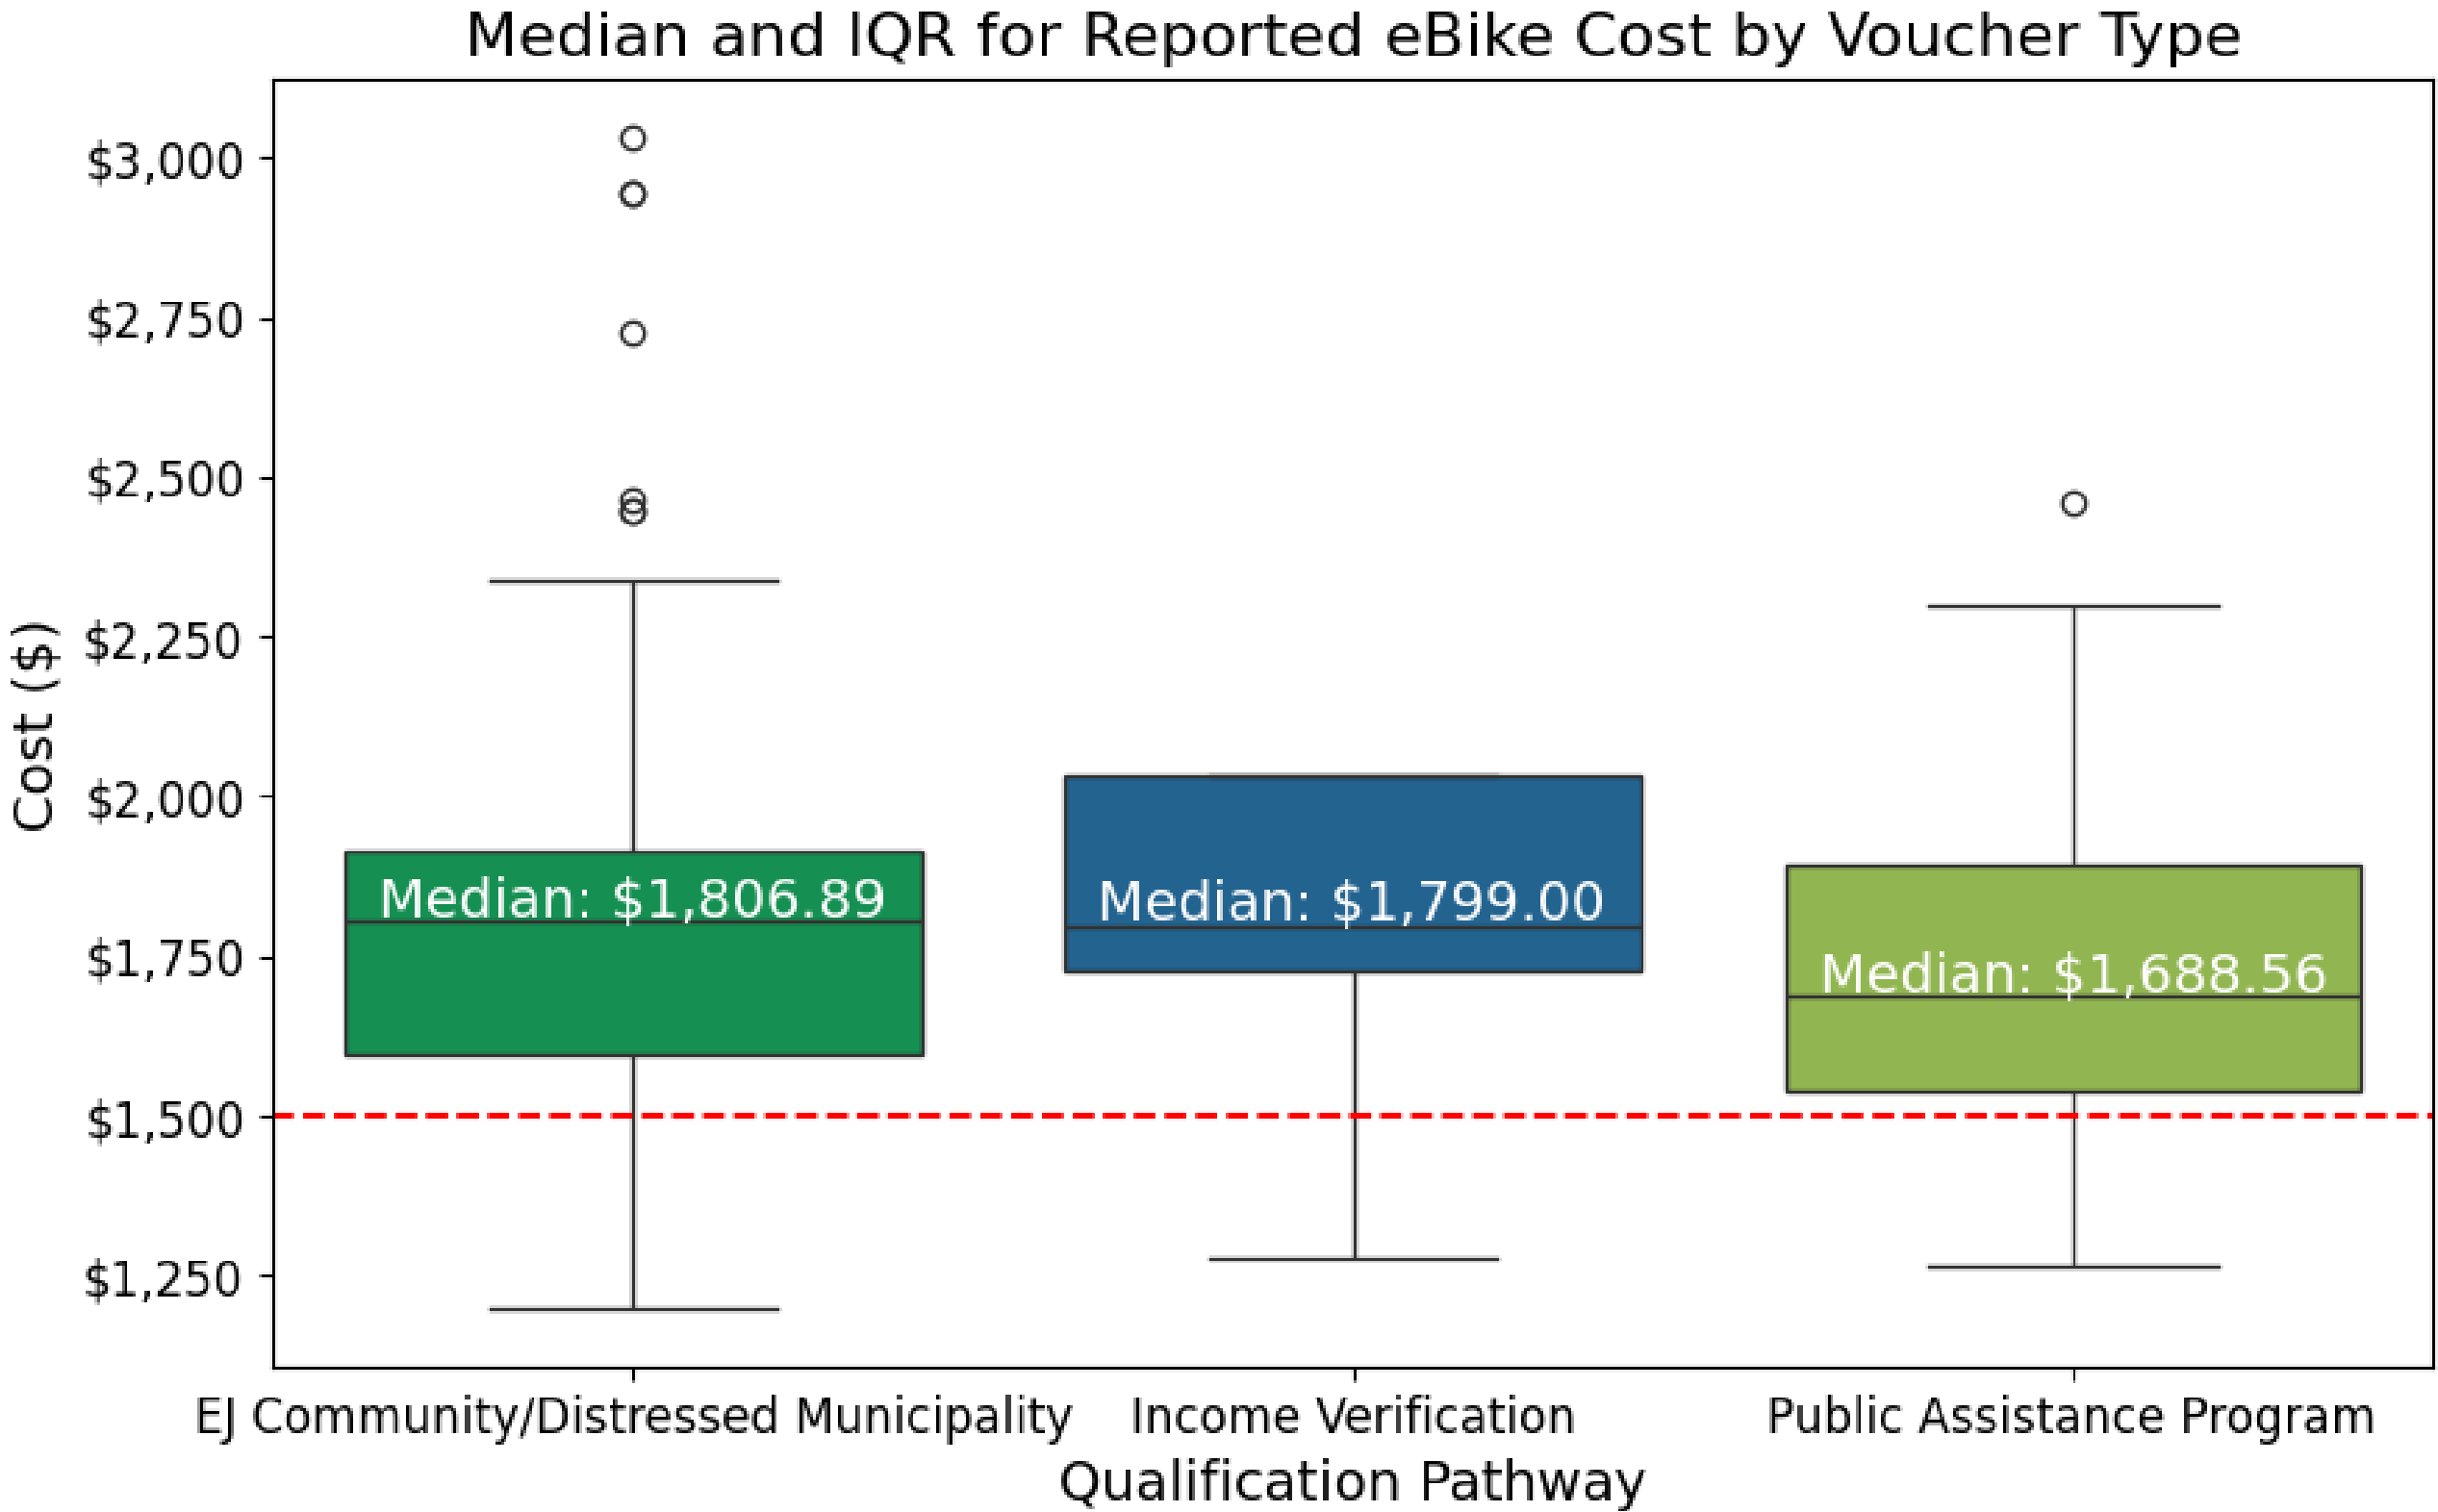 Median and IQR for Reported eBike Cost by Voucher Type
$3,000
$2,750
$2,500
$2,250
$2,000
$1,750
$1,500
$1,250
Cost ($)
Median: $1,806.89
Median: $1,799.00
Median: $1,688.56
EJ Community/Distressed Municipality
Income Verification
Public Assistance Program
Qualification Pathway